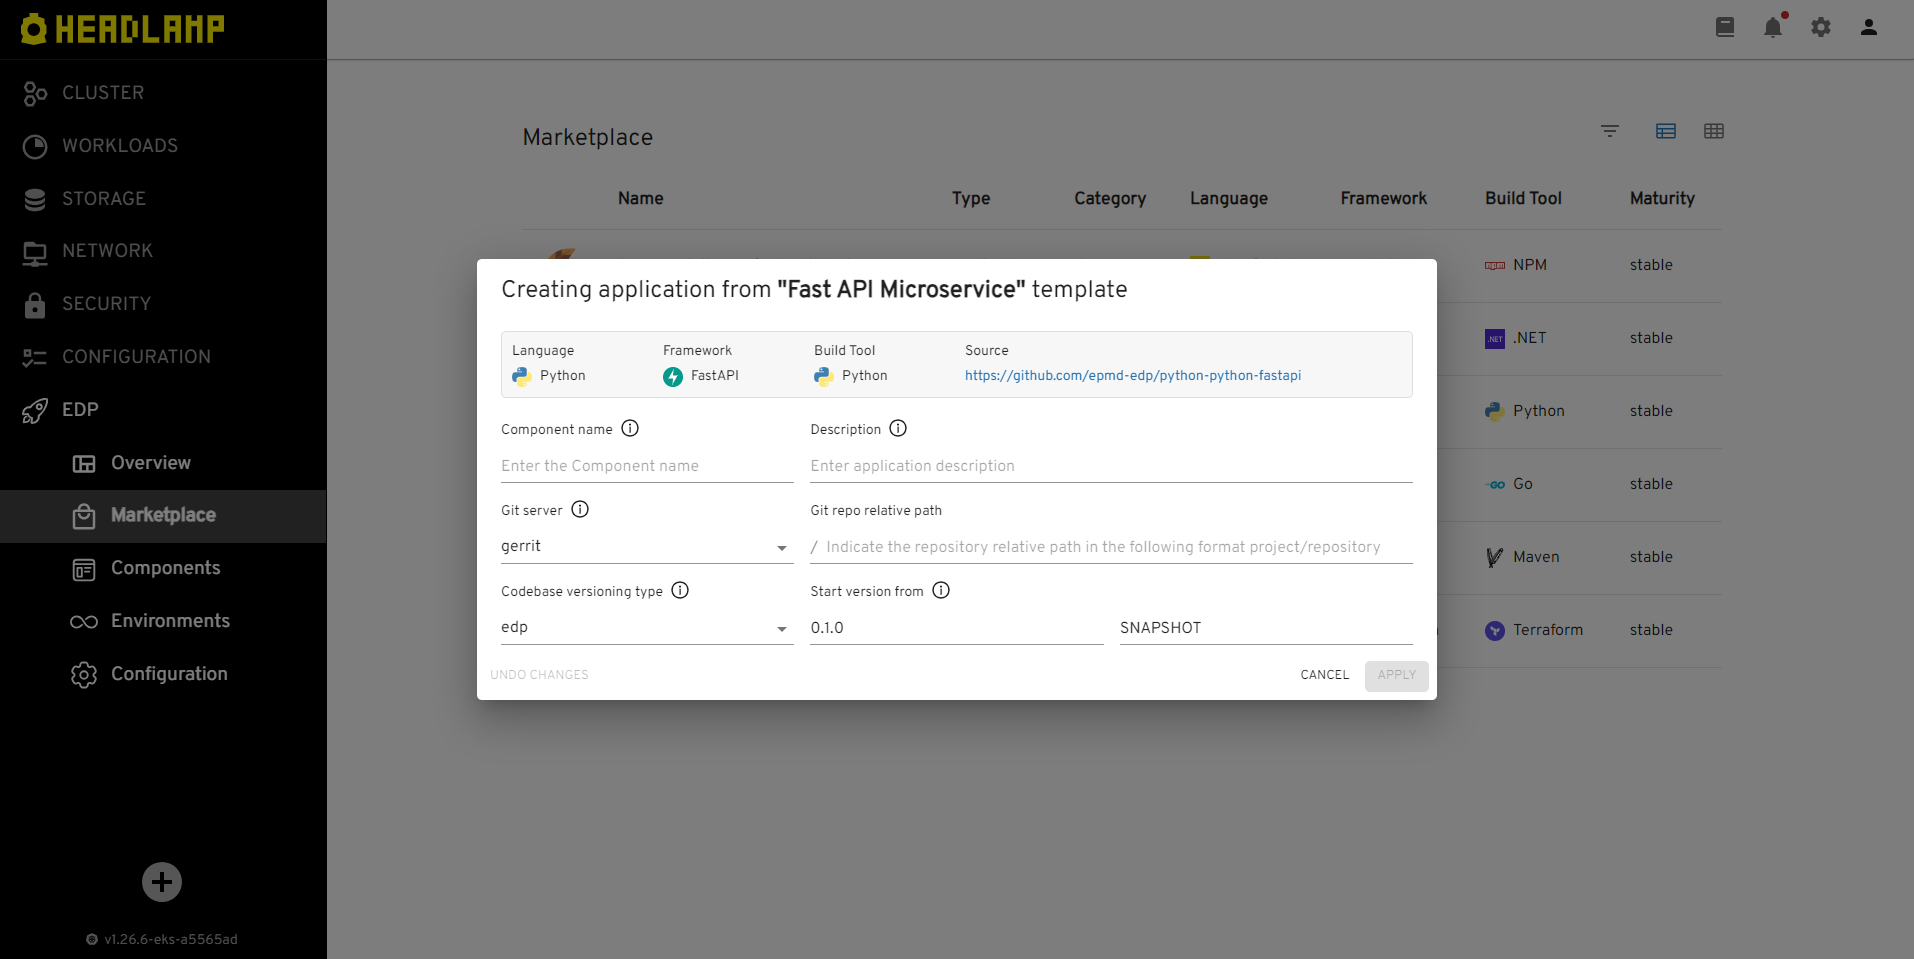 HEADLAMP
CLUSTER
WORKLOADS
STORAGE
NETWORK
SECURITY
CONFIGURATION
EDP
Overview
Marketplace
Components
Environments
Configuration
v1.26.6-eks-a5565ad
Marketplace
Name Type Category Language Framework Build Tool Maturity
NPM stable
.NET .NET stable
Python stable
GO Go stable
Maven stable
Terraform stable
Creating application from "Fast API Microservice" template
Language Framework Build Tool Source
Python FastAPI Python https://github.com/epmd-edp/python-python-fastapi
Component name Description
Enter the Component name Enter application description
Git server Git repo relative path
gerrit / Indicate the repository relative path in the following format project/repository
Codebase versioning type Start version from
edp 0.1.0 SNAPSHOT
UNDO CHANGES CANCEL APPLY